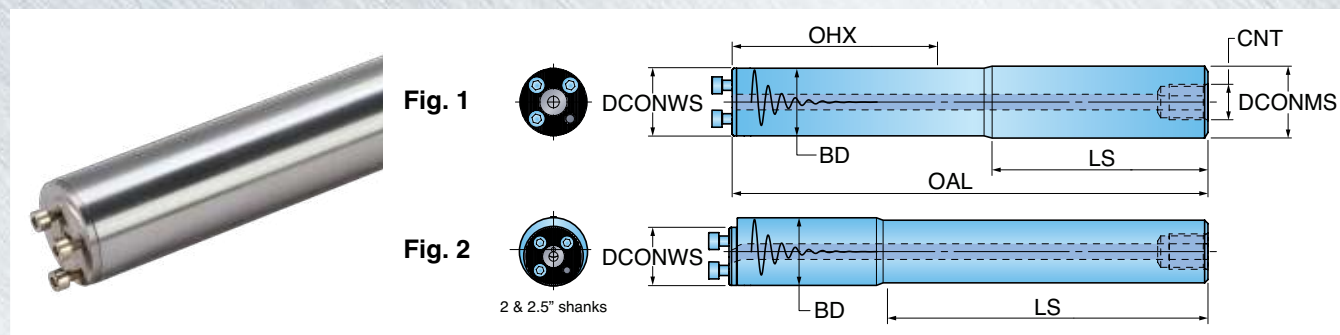 OHX
CNT
Fig. 1
DCONWS
DCONMS
BD
LS
OAL
Fig. 2
DCONWS
2 & 2.5” shanks
BD
LS